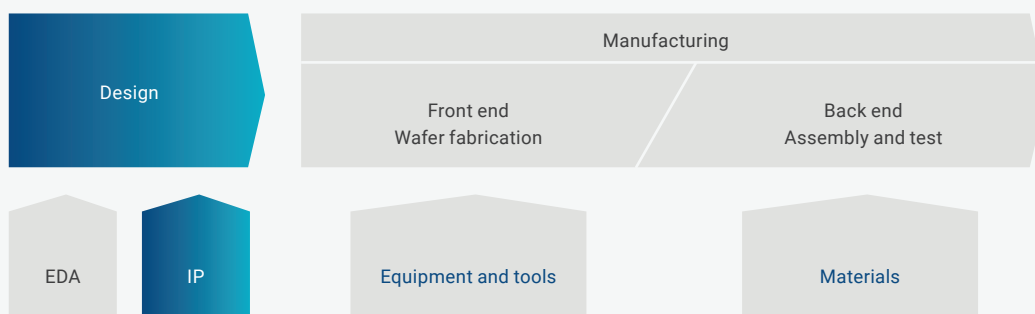 Manufacturing
Design
Front end
Wafer fabrication
Back end
Assembly and test
EDA
IP
Equipment and tools
Materials